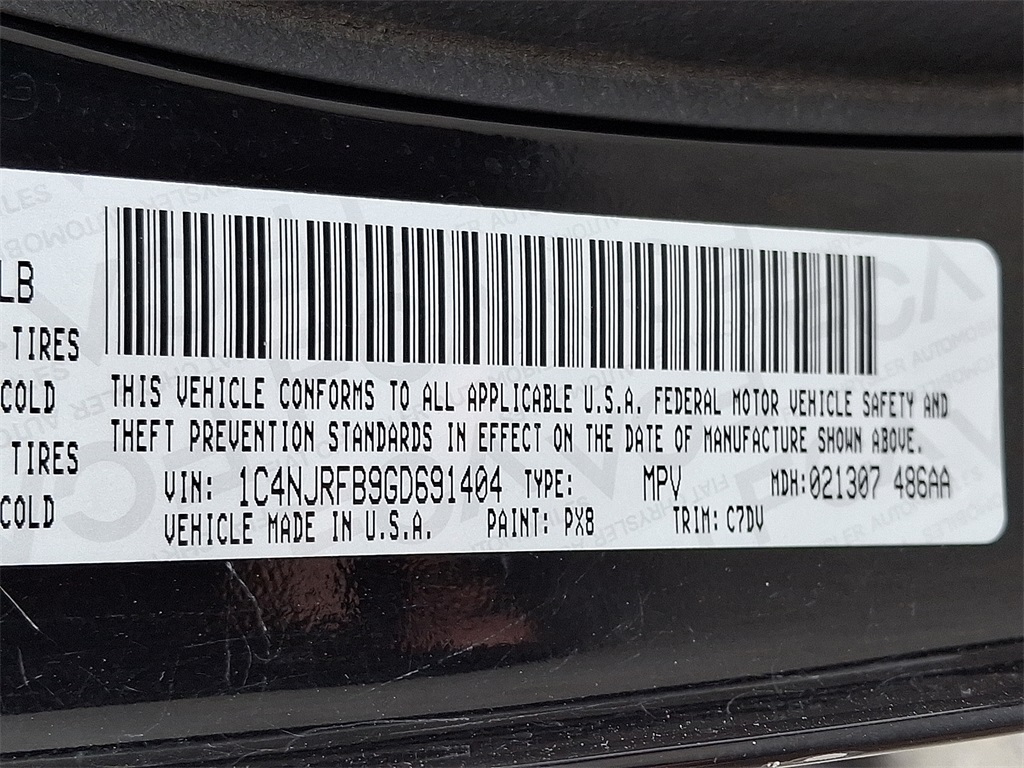 LB
TIRES
COLD
TIRES
COLD
THIS VEHICLE CONFORMS TO ALL APPLICABLE U.S.A. FEDERAL MOTOR VEHICLE SAFETY AND
THEFT PREVENTION STANDARDS IN EFFECT ON THE DATE OF MANUFACTURE SHOWN ABOVE.
VIN: 1C4NJRFB9GD691404 TYPE: MPV MDH:021307 486AA
VEHICLE MADE IN U.S.A. PAINT: PX8 TRIM: C7DV